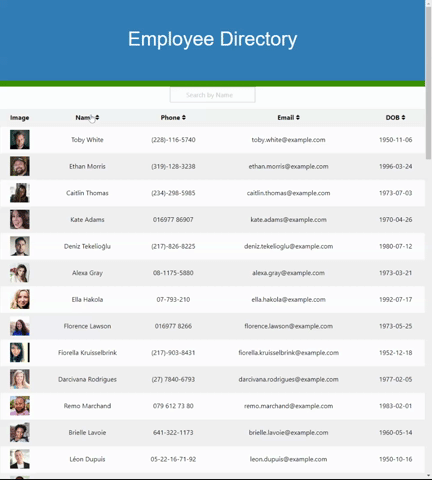 Employee Directory
Search by Name
Image Name Phone Email DOB
Toby White (228)-116-5740 toby.white@example.com 1950-11-06
Ethan Morris (319)-128-3238 ethan.morris@example.com 1996-03-24
Caitlin Thomas (234)-298-5985 caitlin.thomas@example.com 1973-07-03
Kate Adams 016977 86907 kate.adams@example.com 1970-04-26
Deniz Tekelioğlu (217)-826-8225 deniz.tekelioglu@example.com 1980-07-12
Alexa Gray 08-1175-5880 alexa.gray@example.com 1973-03-21
Ella Hakola 07-793-210 ella.hakola@example.com 1992-07-17
Florence Lawson 016977 8266 florence.lawson@example.com 1973-05-25
Fiorella Kruisselbrink (217)-903-8431 fiorella.kruisselbrink@example.com 1952-12-18
Darcivana Rodrigues (27) 7840-6793 darcivana.rodrigues@example.com 1977-02-05
Remo Marchand 079 612 73 80 remo.marchand@example.com 1983-02-01
Brielle Lavoie 641-322-1173 brielle.lavoie@example.com 1960-05-14
Léon Dupuis 05-22-16-71-92 leon.dupuis@example.com 1950-10-16